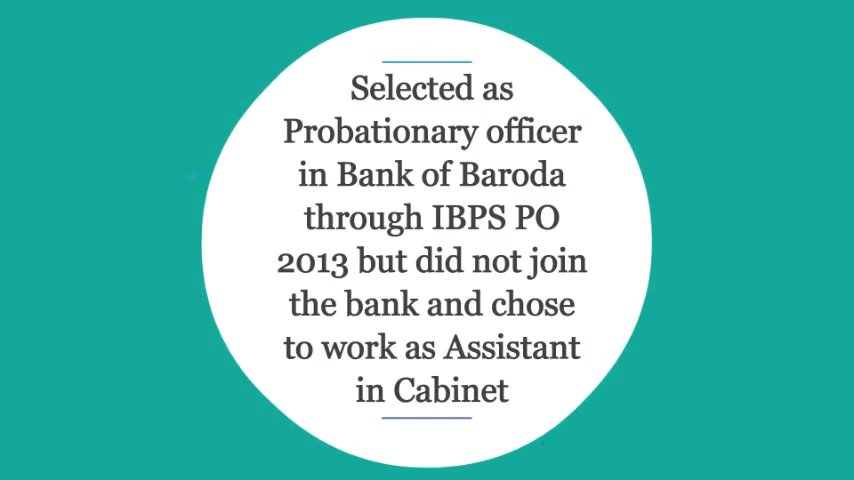 Selected as
Probationary officer
in Bank of Baroda
through IBPS PO
2013 but did not join
the bank and chose
to work as Assistant
in Cabinet